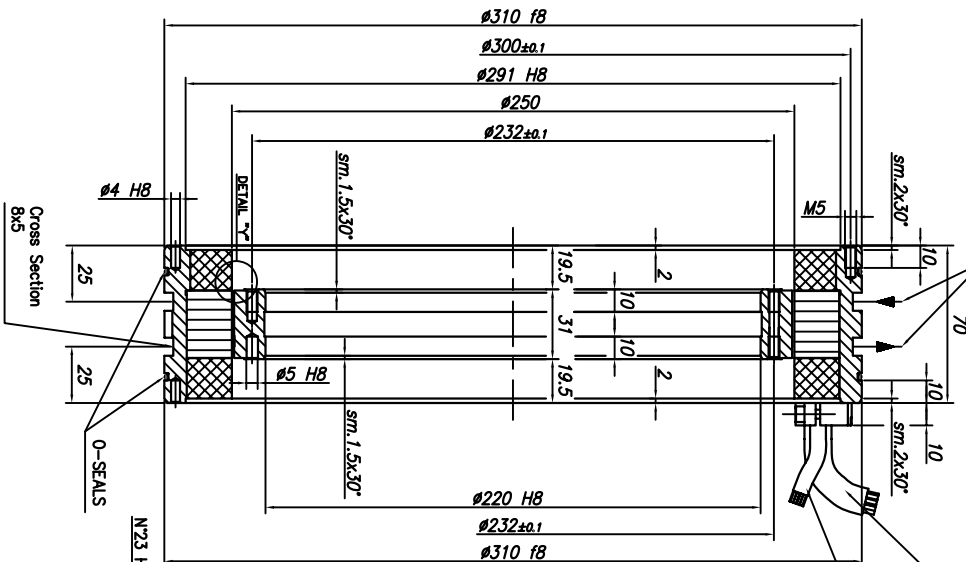 ø310 f8
ø300±0.1
ø291 H8
ø250
ø232±0.1
sm.1.5x30°
sm.2x30°
ø4 H8
DETAIL "Y"
M5
10
70
25
19.5
2
10
31
10
25
19.5
2
10
10
ø5 H8
sm.1.5x30°
sm.2x30°
Cross Section
8x5
O-SEALS
ø220 H8
ø232±0.1
ø310 f8
N°23